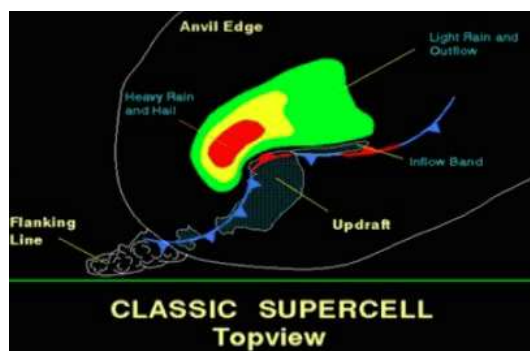 Anvil Edge
Light Rain and
Outflow
Heavy Rain
and Hail
Inflow Band
Flanking
Line
Updraft
CLASSIC SUPERCELL
Topview